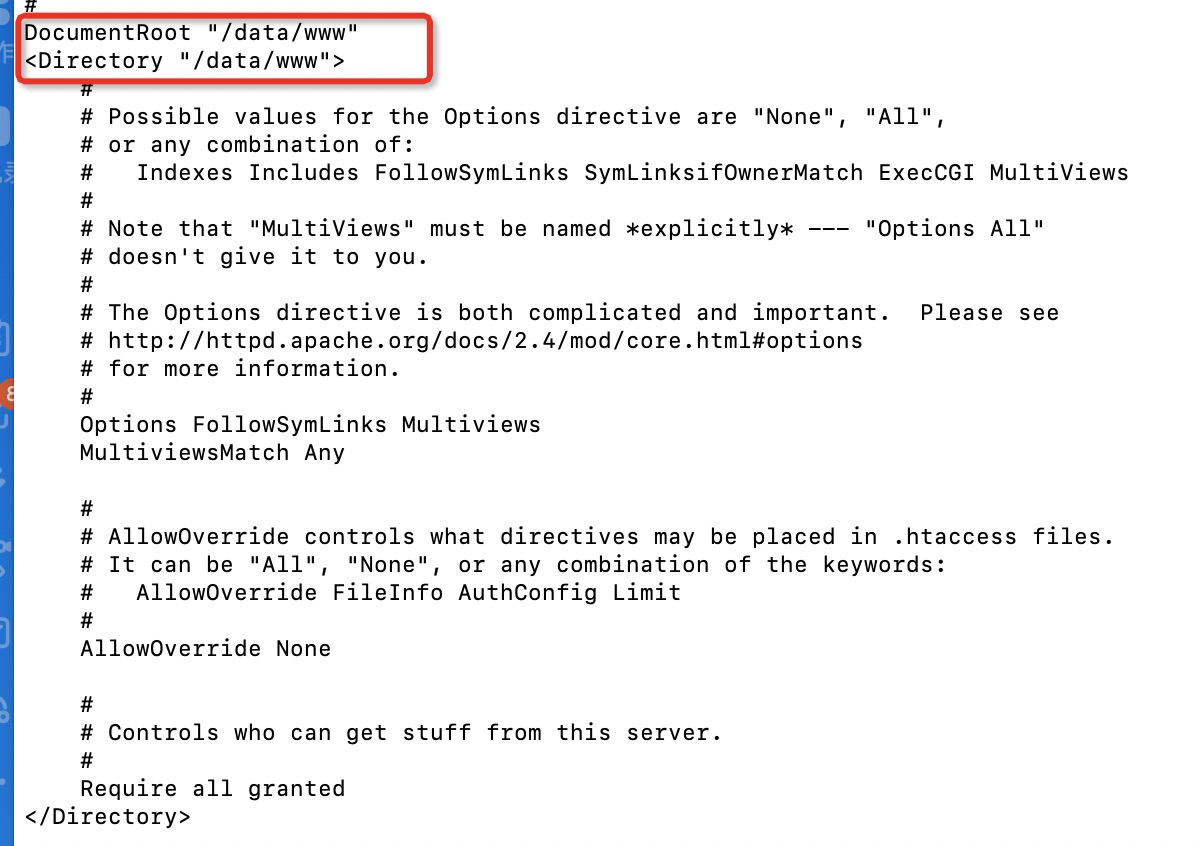 #
DocumentRoot "/data/www"
<Directory "/data/www">
#
# Possible values for the Options directive are "None", "All",
# or any combination of:
#   Indexes Includes FollowSymLinks SymLinksifOwnerMatch ExecCGI MultiViews
#
# Note that "MultiViews" must be named *explicitly* --- "Options All"
# doesn't give it to you.
#
# The Options directive is both complicated and important.  Please see
# http://httpd.apache.org/docs/2.4/mod/core.html#options
# for more information.
#
Options FollowSymLinks Multiviews
MultiviewsMatch Any
#
# AllowOverride controls what directives may be placed in .htaccess files.
# It can be "All", "None", or any combination of the keywords:
#   AllowOverride FileInfo AuthConfig Limit
#
AllowOverride None
#
# Controls who can get stuff from this server.
#
Require all granted
</Directory>